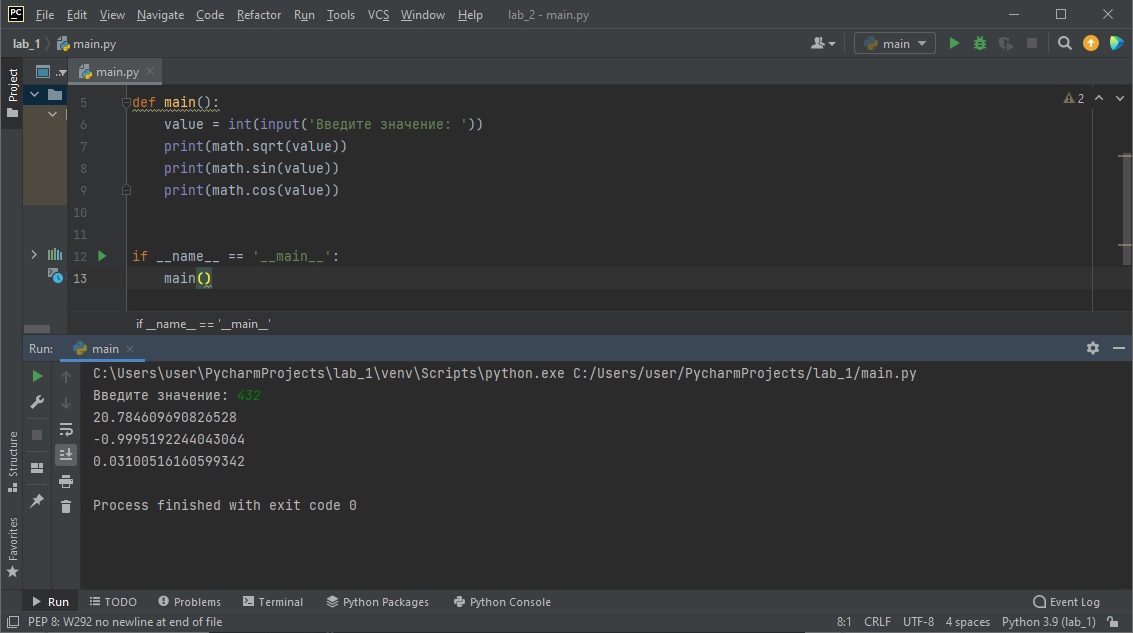 File Edit View Navigate Code Refactor Run Tools VCS Window Help lab_2 - main.py
lab_1 main.py main
Project
.. main.py
5 def main():
2
6 value = int(input('Введите значение: '))
7 print(math.sqrt(value))
8 print(math.sin(value))
9 print(math.cos(value))
10
11
12 if __name__ == '__main__':
13 main()
if __name__ == '__main__'
Run: main
C:\Users\user\PycharmProjects\lab_1\venv\Scripts\python.exe C:/Users/user/PycharmProjects/lab_1/main.py
Введите значение: 432
20.784609690826528
-0.9995192244043064
0.03100516160599342
Process finished with exit code 0
Structure
Favorites
Run TODO Problems Terminal Python Packages Python Console Event Log
PEP 8: W292 no newline at end of file 8:1 CRLF UTF-8 4 spaces Python 3.9 (lab_1)